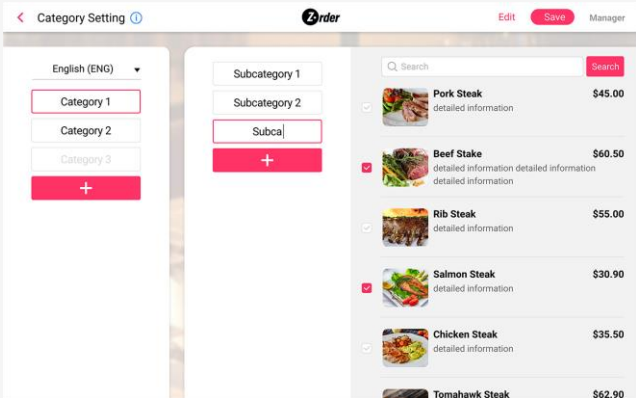 Category Setting
Zorder
Edit
Save
Manager
English (ENG)
Category 1
Category 2
Category 3
+
Subcategory 1
Subcategory 2
Subca
+
Search
Search
Pork Steak $45.00
detailed information
Beef Stake $60.50
detailed information detailed information
detailed information
Rib Steak $55.00
detailed information
Salmon Steak $30.90
detailed information
Chicken Steak $35.50
detailed information
Tomahawk Steak $62.90